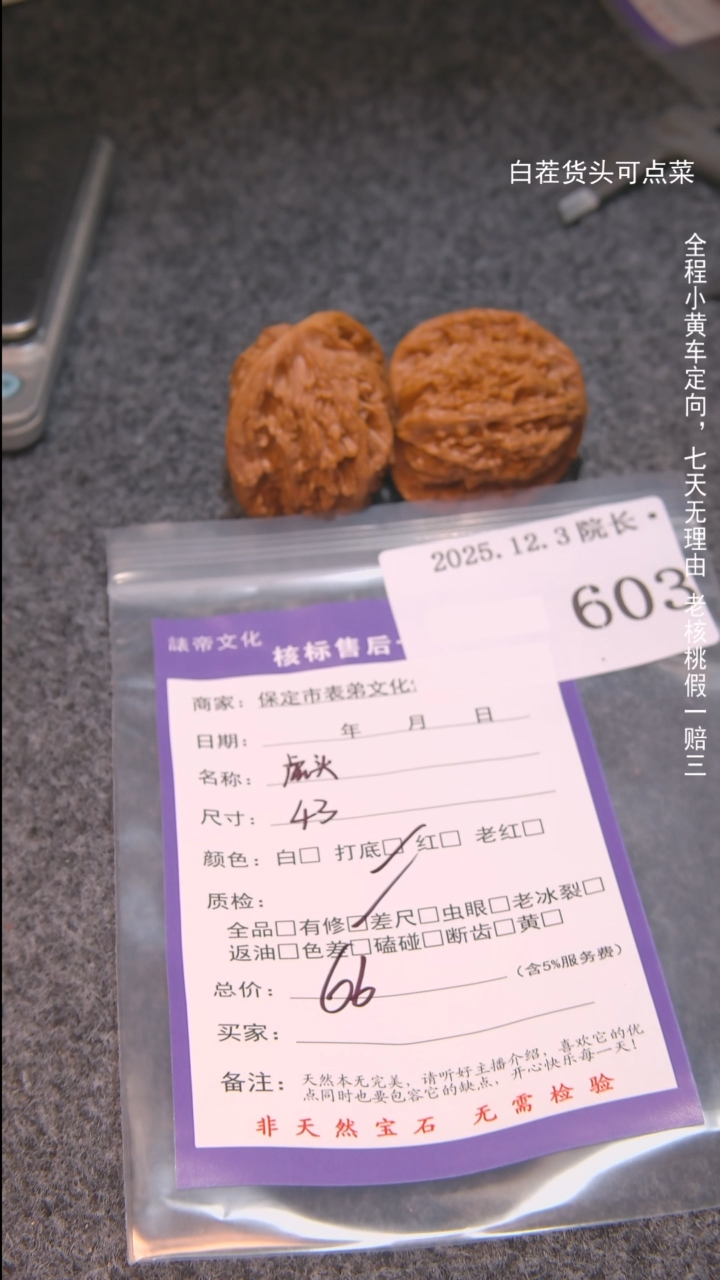 白茬货头可点菜
全程小黄车定向，七天无理由 老核桃假一赔三
2025.12.3院长·
603
諘帝文化
核标售后
商家：保定市表弟文化
日期： 年 月 日
名称：虎头
尺寸：43
颜色：白□ 打底□ 红□ 老红□
质检：
全品□有修□差尺□虫眼□老冰裂□
返油□色差□磕碰□断齿□黄□
总价：66（含5%服务费）
买家：
备注：天然本无完美，请听好主播介绍，喜欢它的优
点同时也要包容它的缺点，开心快乐每一天！
非天然宝石 无需检验